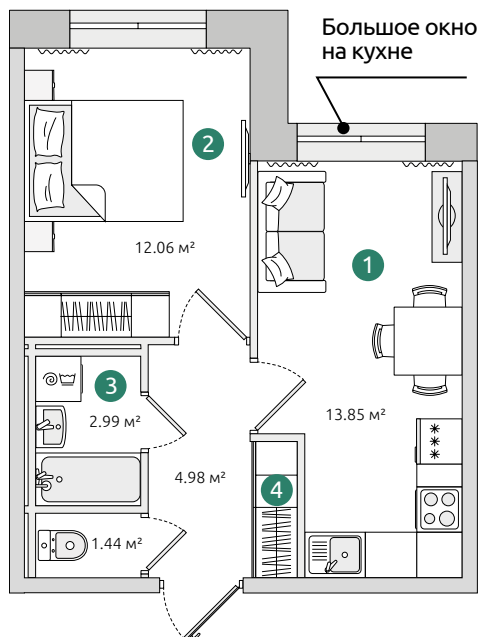 Большое окно
на кухне
2
12.06 м²
1
3
2.99 м²
13.85 м²
4.98 м²
4
1.44 м²